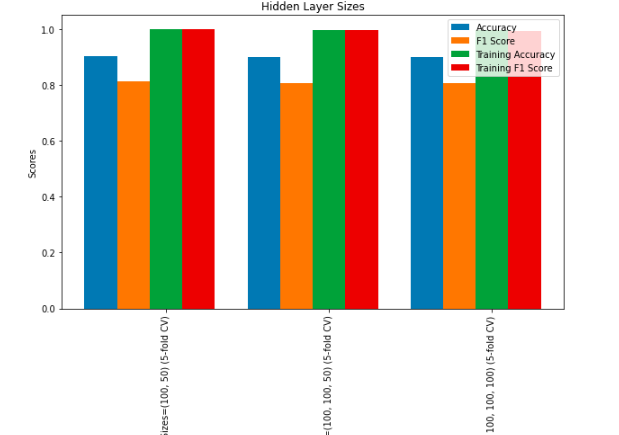 Hidden Layer Sizes
Accuracy
F1 Score
Training Accuracy
Training F1 Score
Scores
1.0
0.8
0.6
0.4
0.2
0.0
sizes=(100, 50) (5-fold CV)
=(100, 100, 50) (5-fold CV)
100, 100, 100) (5-fold CV)